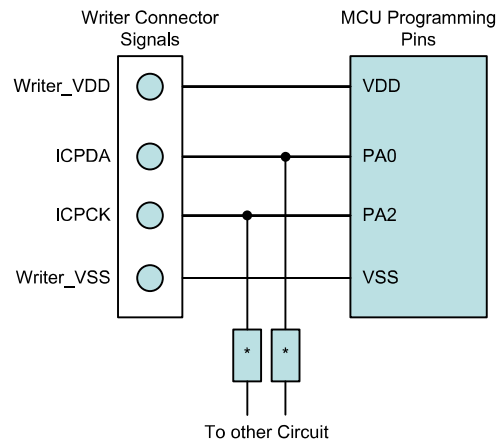 Writer Connector
Signals
MCU Programming
Pins
Writer_VDD
VDD
ICPDA
PA0
ICPCK
PA2
Writer_VSS
VSS
* *
To other Circuit